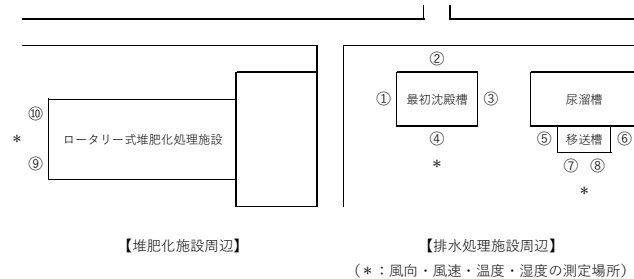 ②
① 最初沈殿槽 ③ 尿溜槽
⑩
* ロータリー式堆肥化処理施設 ④ ⑤ 移送槽 ⑥
⑨ * ⑦ ⑧
*
【堆肥化施設周辺】 【排水処理施設周辺】
(*:風向・風速・温度・湿度の測定場所)